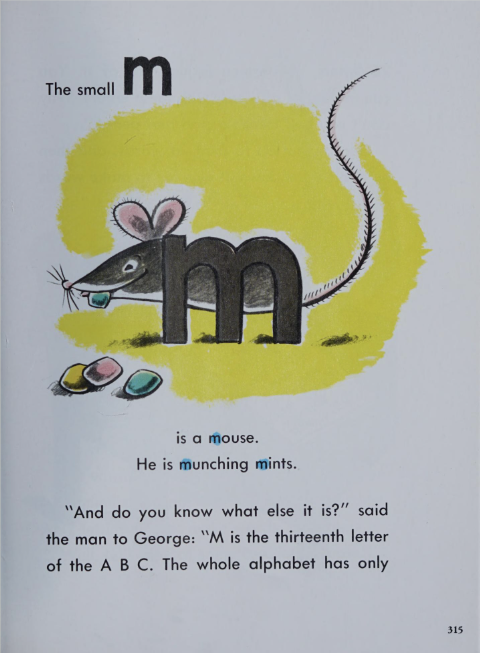 The small m
m
is a mouse.
He is munching mints.
"And do you know what else it is?" said
the man to George: "M is the thirteenth letter
of the A B C. The whole alphabet has only
315